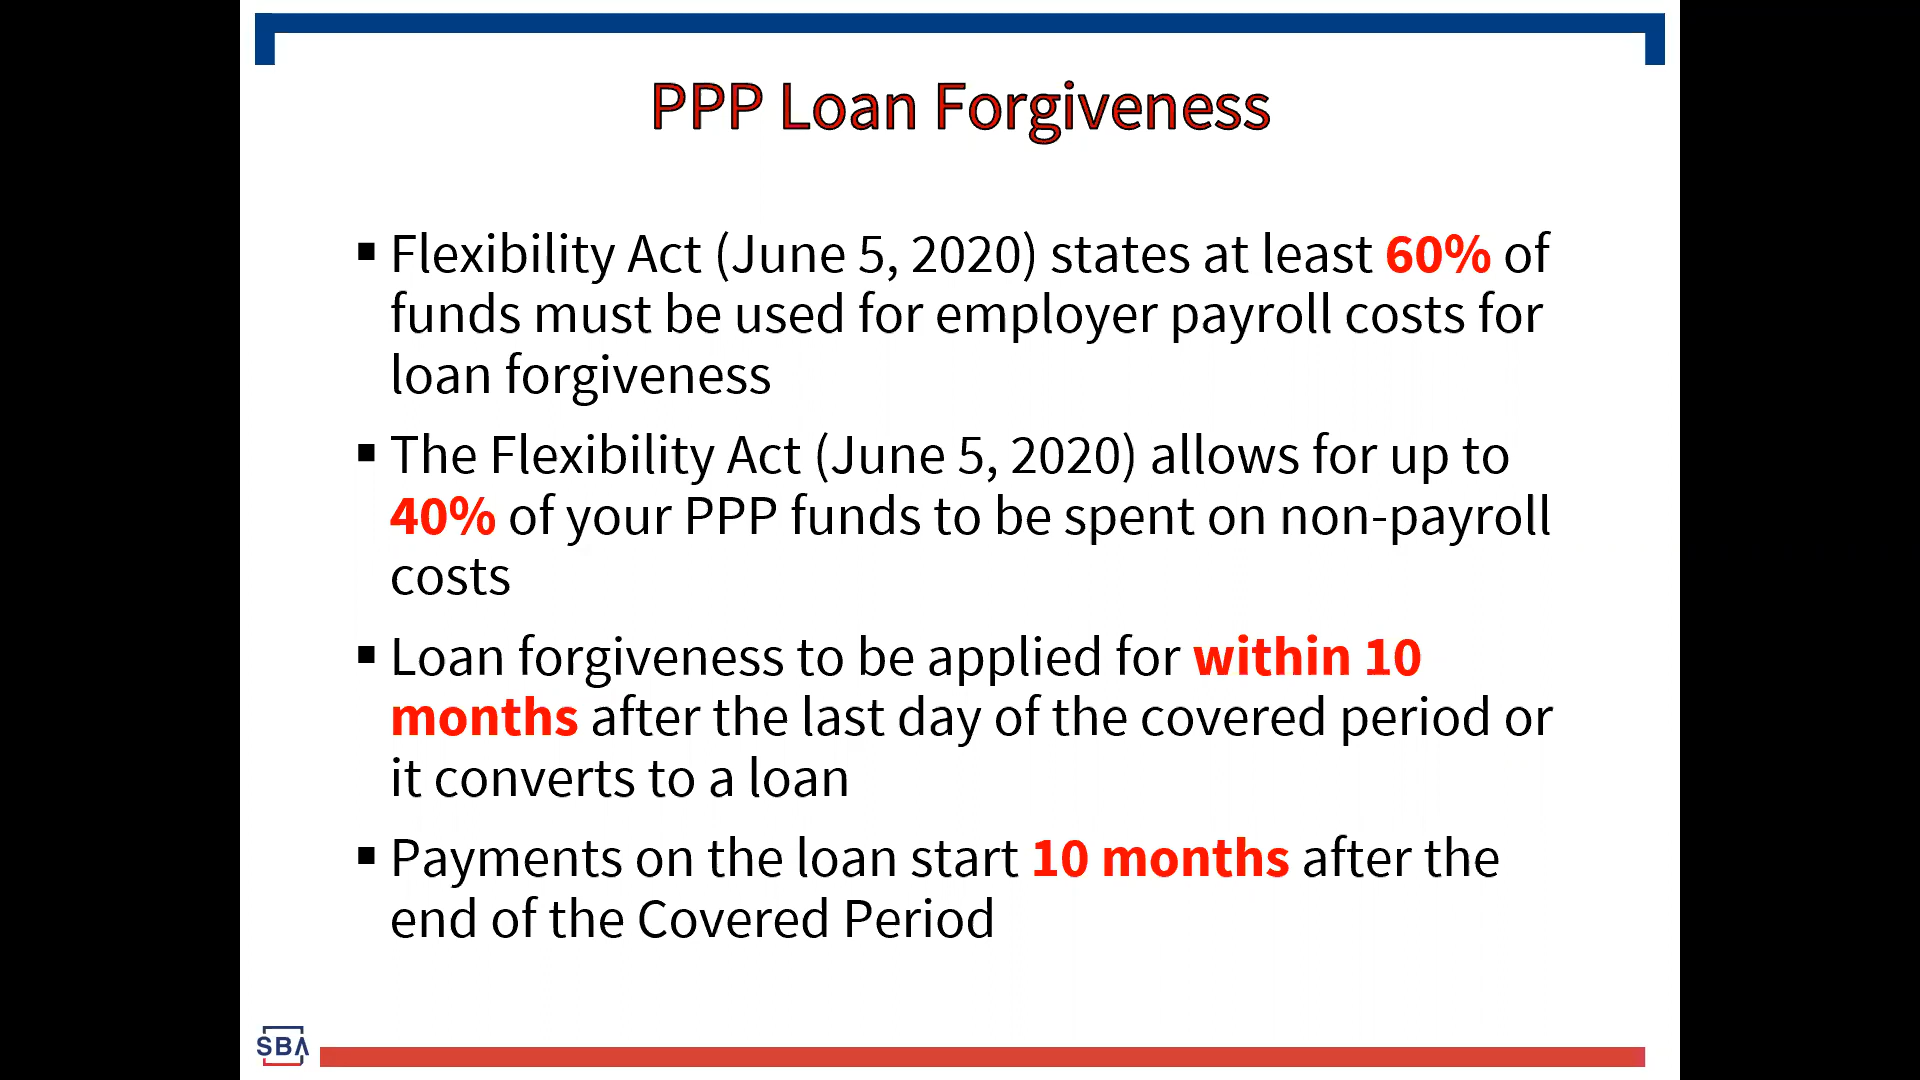 PPP Loan Forgiveness
▪ Flexibility Act (June 5, 2020) states at least 60% of
funds must be used for employer payroll costs for
loan forgiveness
▪ The Flexibility Act (June 5, 2020) allows for up to
40% of your PPP funds to be spent on non-payroll
costs
▪ Loan forgiveness to be applied for within 10
months after the last day of the covered period or
it converts to a loan
▪ Payments on the loan start 10 months after the
end of the Covered Period
SBA